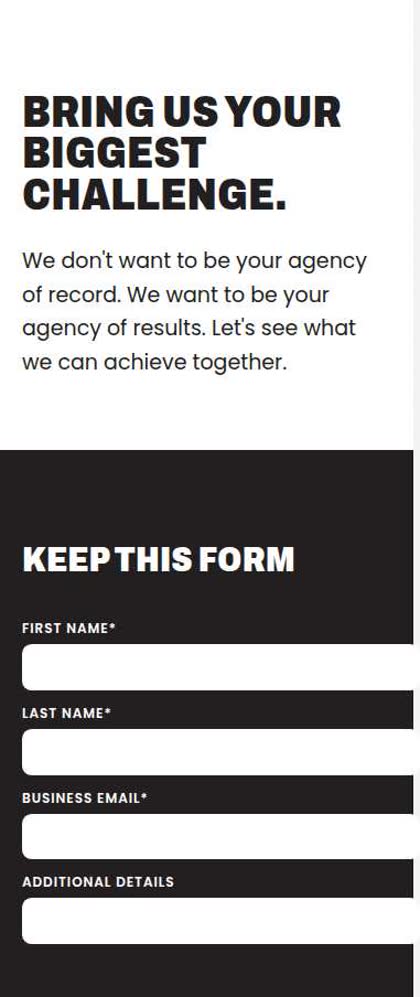 BRING US YOUR
BIGGEST
CHALLENGE.
We don't want to be your agency
of record. We want to be your
agency of results. Let's see what
we can achieve together.
KEEP THIS FORM
FIRST NAME*
LAST NAME*
BUSINESS EMAIL*
ADDITIONAL DETAILS